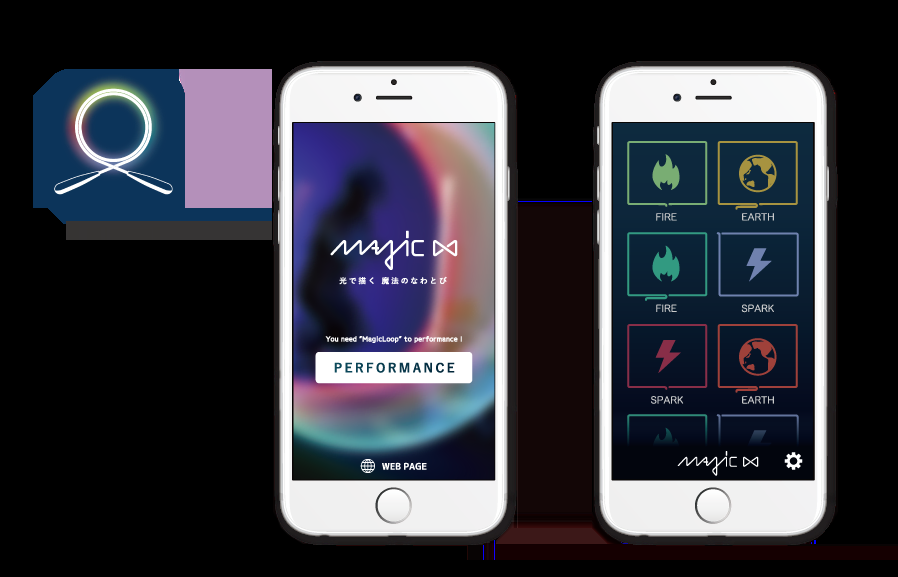 magic
光で描く 魔法のなわとび
You need "MagicLoop" to performance !
PERFORMANCE
WEB PAGE
FIRE
EARTH
FIRE
SPARK
SPARK
EARTH
magic